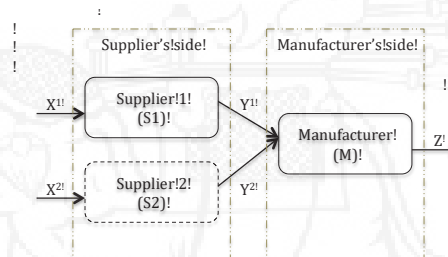 !
!
!
!
Supplier's!side!
Manufacturer's!side!
X1!
Supplier!1!
(S1)!
Y1!
!
Manufacturer!
(M)!
Z!
X2!
Supplier!2!
(S2)!
Y2!